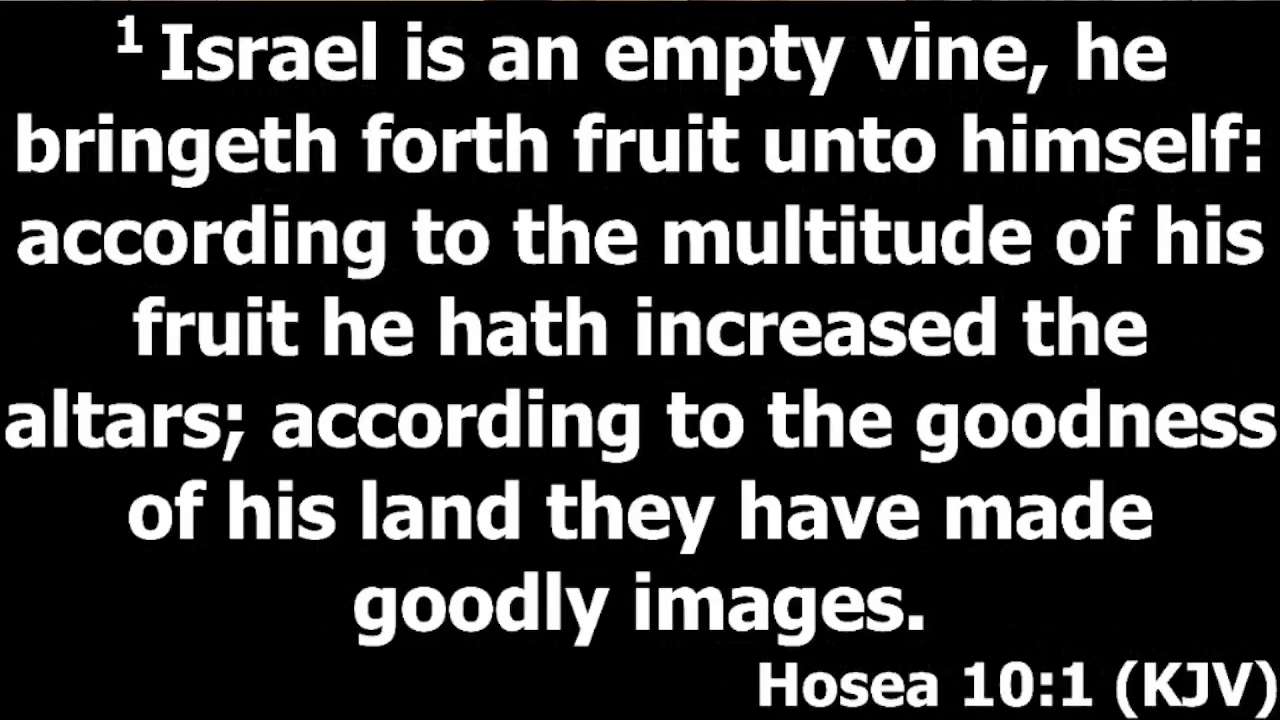 1 Israel is an empty vine, he
bringeth forth fruit unto himself:
according to the multitude of his
fruit he hath increased the
altars; according to the goodness
of his land they have made
goodly images.
Hosea 10:1 (KJV)